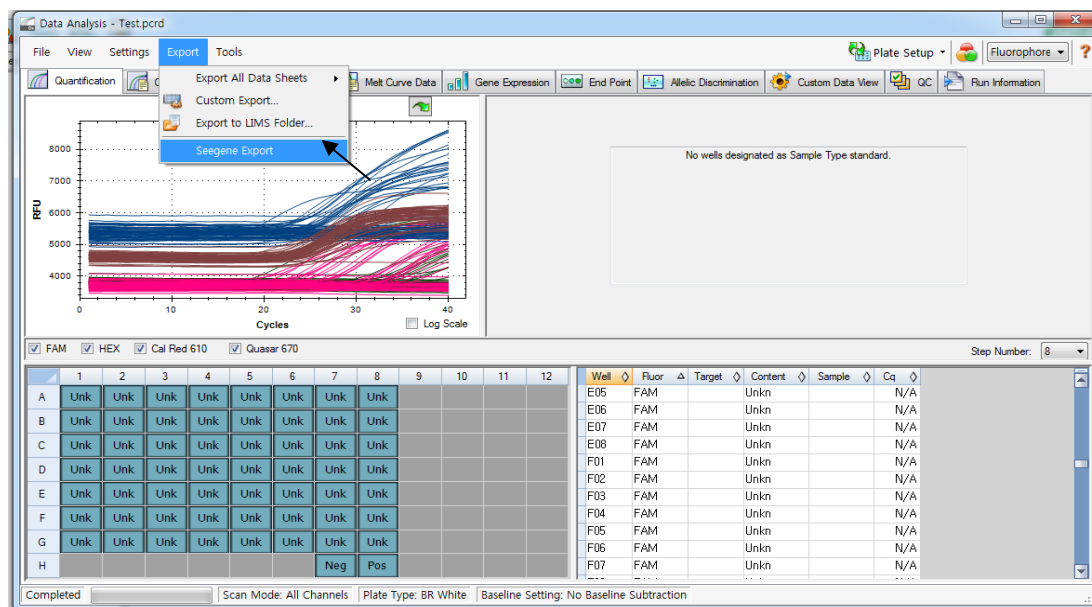 Data Analysis - Test.pcrd
File View Settings Export Tools Plate Setup Fluorophore ?
Quantification Melt Curve Data Gene Expression End Point Allelic Discrimination Custom Data View QC Run Information
Export All Data Sheets
Custom Export...
Export to LIMS Folder...
Seegene Export
No wells designated as Sample Type standard.
RFU
8000
7000
6000
5000
4000
0 10 20 30 40
Cycles
Log Scale
FAM HEX Cal Red 610 Quasar 670 Step Number: 8
1 2 3 4 5 6 7 8 9 10 11 12
A Unk Unk Unk Unk Unk Unk Unk Unk
B Unk Unk Unk Unk Unk Unk Unk Unk
C Unk Unk Unk Unk Unk Unk Unk Unk
D Unk Unk Unk Unk Unk Unk Unk Unk
E Unk Unk Unk Unk Unk Unk Unk Unk
F Unk Unk Unk Unk Unk Unk Unk Unk
G Unk Unk Unk Unk Unk Unk Unk Unk
H Neg Pos
Well Fluor Target Content Sample Cq
E05 FAM Unkn N/A
E06 FAM Unkn N/A
E07 FAM Unkn N/A
E08 FAM Unkn N/A
F01 FAM Unkn N/A
F02 FAM Unkn N/A
F03 FAM Unkn N/A
F04 FAM Unkn N/A
F05 FAM Unkn N/A
F06 FAM Unkn N/A
F07 FAM Unkn N/A
Completed Scan Mode: All Channels Plate Type: BR White Baseline Setting: No Baseline Subtraction